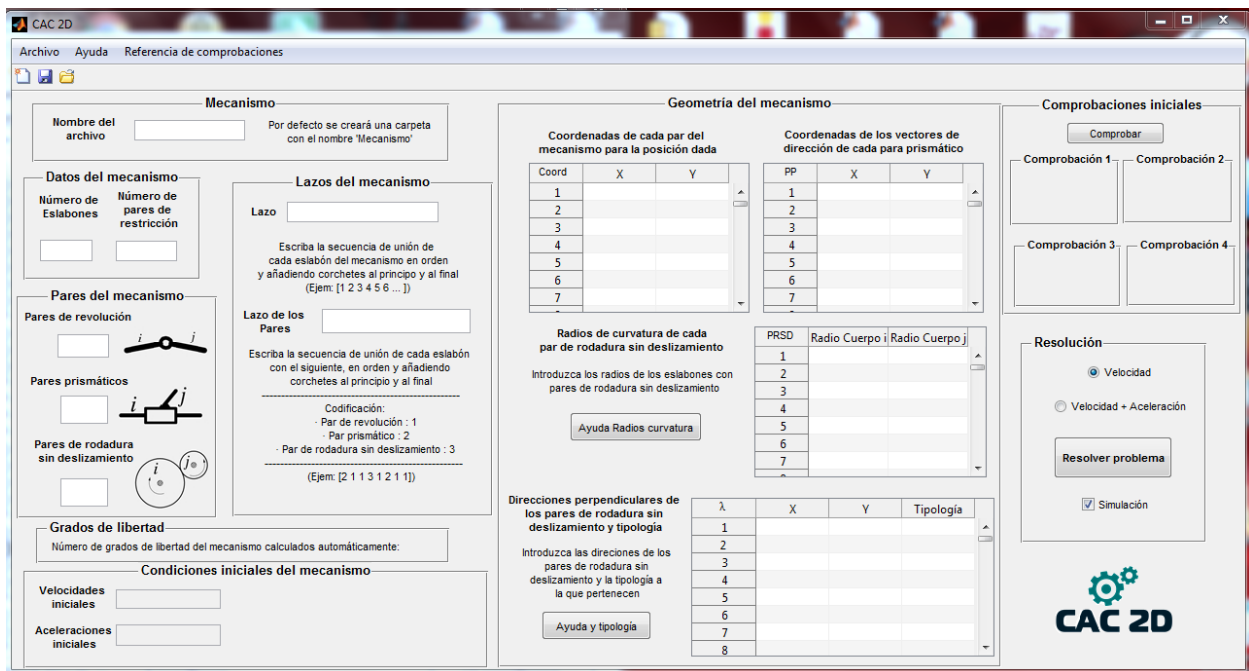 CAC 2D
Archivo Ayuda Referencia de comprobaciones
Mecanismo
Nombre del
archivo
Por defecto se creará una carpeta
con el nombre 'Mecanismo'
Datos del mecanismo
Número de
Eslabones
Número de
pares de
restricción
Pares del mecanismo
Pares de revolución
i j
Pares prismáticos
i j
Pares de rodadura
sin deslizamiento
i j
Lazos del mecanismo
Lazo
Escriba la secuencia de unión de
cada eslabón del mecanismo en orden
y añadiendo corchetes al principo y al final
(Ejem: [1 2 3 4 5 6 ... ])
Lazo de los
Pares
Escriba la secuencia de unión de cada eslabón
con el siguiente, en orden y añadiendo
corchetes al principio y al final
--------------------------------------------------
Codificación:
· Par de revolución : 1
· Par prismático : 2
· Par de rodadura sin deslizamiento : 3
--------------------------------------------------
(Ejem: [2 1 1 3 1 2 1 1])
Grados de libertad
Número de grados de libertad del mecanismo calculados automáticamente:
Condiciones iniciales del mecanismo
Velocidades
iniciales
Aceleraciones
iniciales
Geometría del mecanismo
Coordenadas de cada par del
mecanismo para la posición dada
Coord X Y
1
2
3
4
5
6
7
Coordenadas de los vectores de
dirección de cada para prismático
PP X Y
1
2
3
4
5
6
7
Radios de curvatura de cada
par de rodadura sin deslizamiento
Introduzca los radios de los eslabones con
pares de rodadura sin deslizamiento
Ayuda Radios curvatura
PRSD Radio Cuerpo i Radio Cuerpo j
1
2
3
4
5
6
7
Direcciones perpendiculares de
los pares de rodadura sin
deslizamiento y tipología
Introduzca las direciones de los
pares de rodadura sin
deslizamiento y la tipología a
la que pertenecen
Ayuda y tipología
λ X Y Tipología
1
2
3
4
5
6
7
8
Comprobaciones iniciales
Comprobar
Comprobación 1 Comprobación 2
Comprobación 3 Comprobación 4
Resolución
Velocidad
Velocidad + Aceleración
Resolver problema
Simulación
CAC 2D